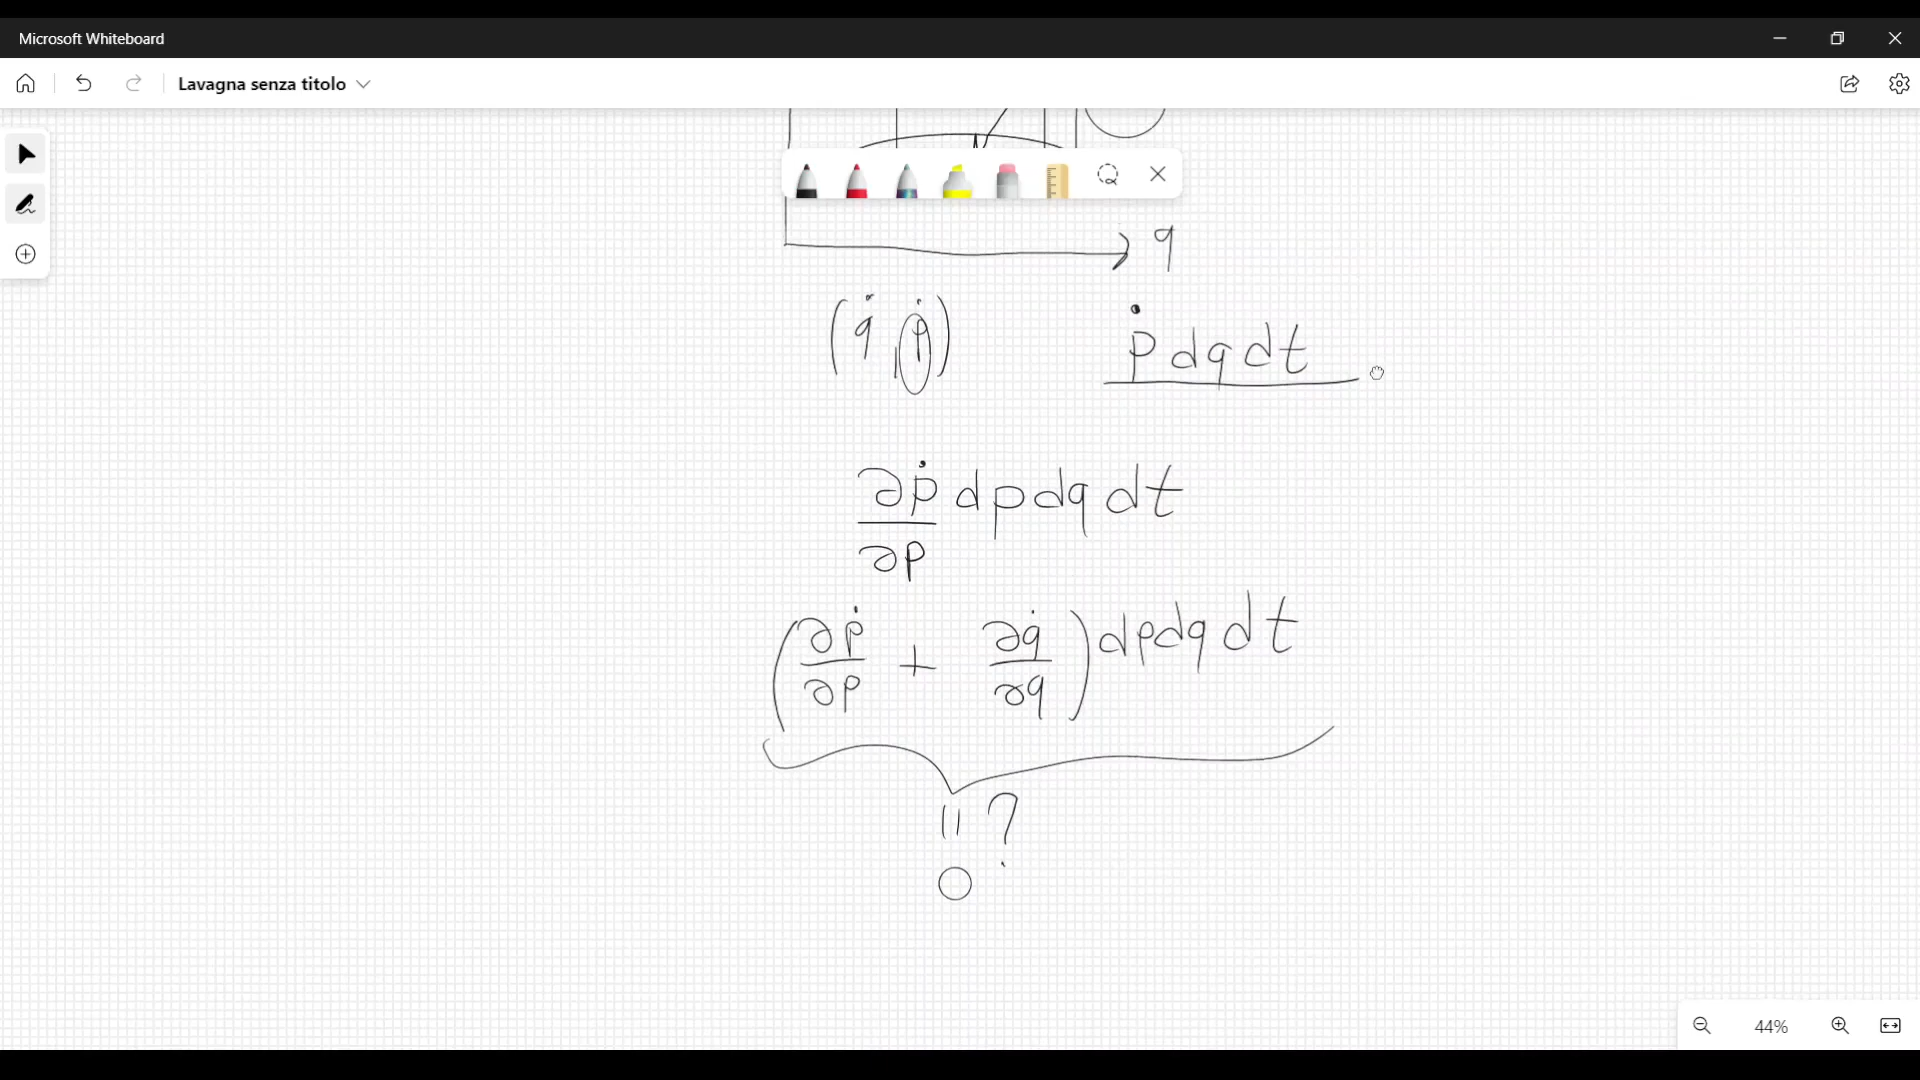 Microsoft Whiteboard
Lavagna senza titolo
q
(q̇, ṗ)
ṗ dq dt
∂ṗ/∂p dp dq dt
(∂ṗ/∂p + ∂q̇/∂q) dp dq dt
= ?
0
44%